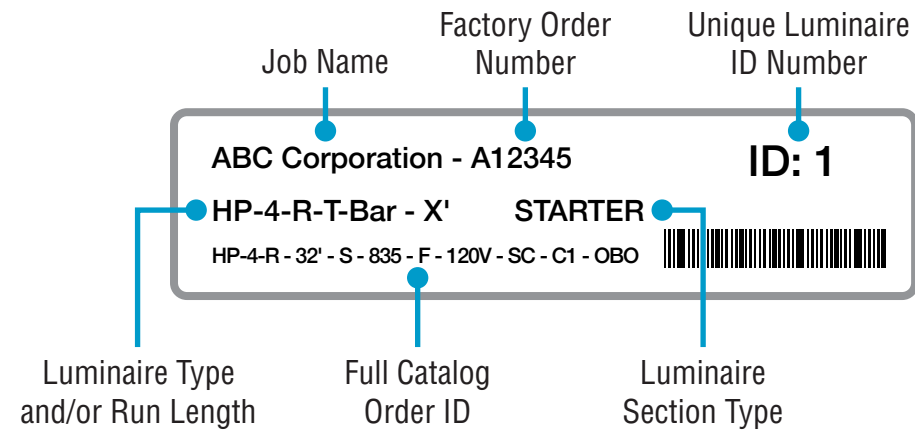 Job Name
Factory Order
Number
Unique Luminaire
ID Number
ABC Corporation - A12345
ID: 1
HP-4-R-T-Bar - X' STARTER
HP-4-R - 32' - S - 835 - F - 120V - SC - C1 - OBO
Luminaire Type
and/or Run Length
Full Catalog
Order ID
Luminaire
Section Type